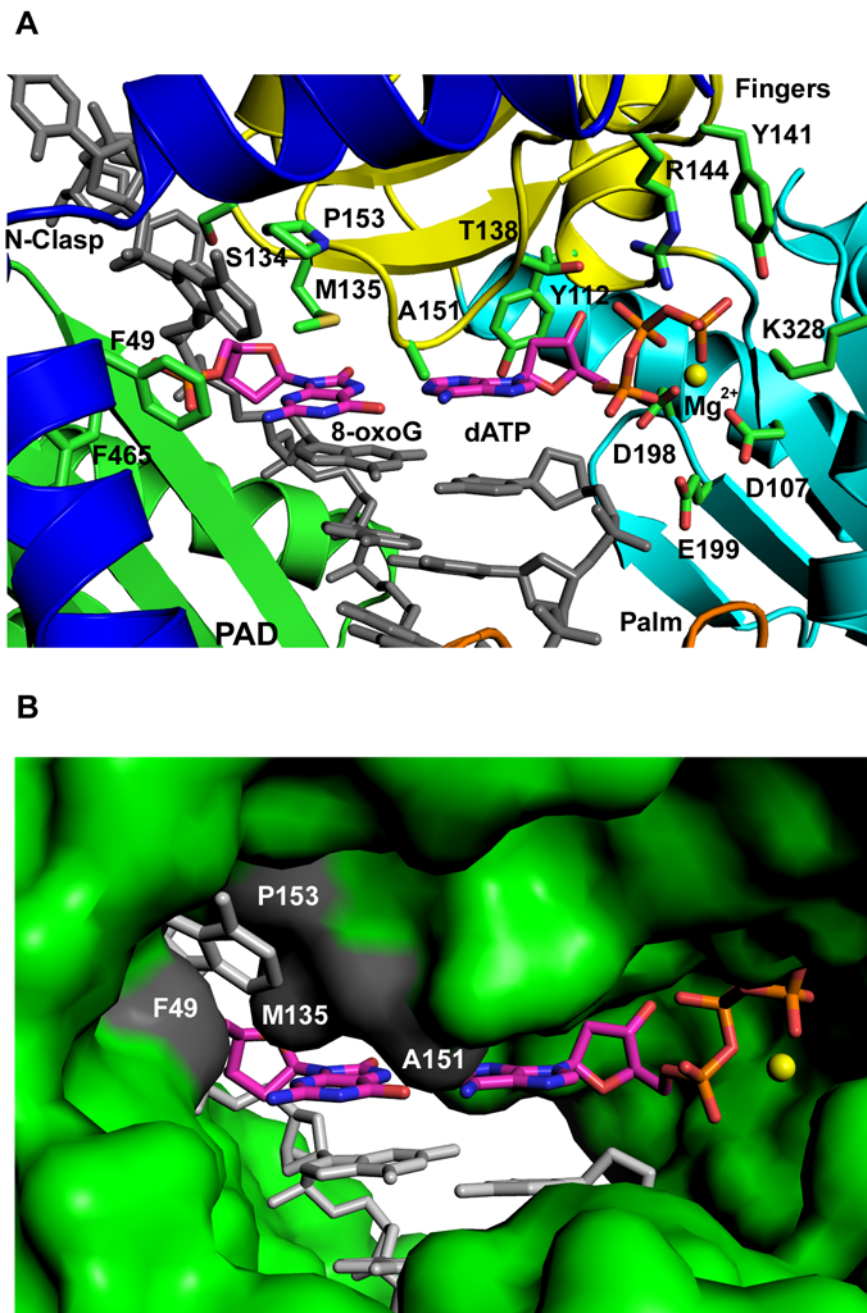 A
Fingers
Y141
R144
P153
T138
N-Clasp
S134
M135
Y112
A151
K328
F49
Mg2+
8-oxoG
dATP
F465
D198
D107
E199
PAD
Palm
B
P153
F49
M135
A151